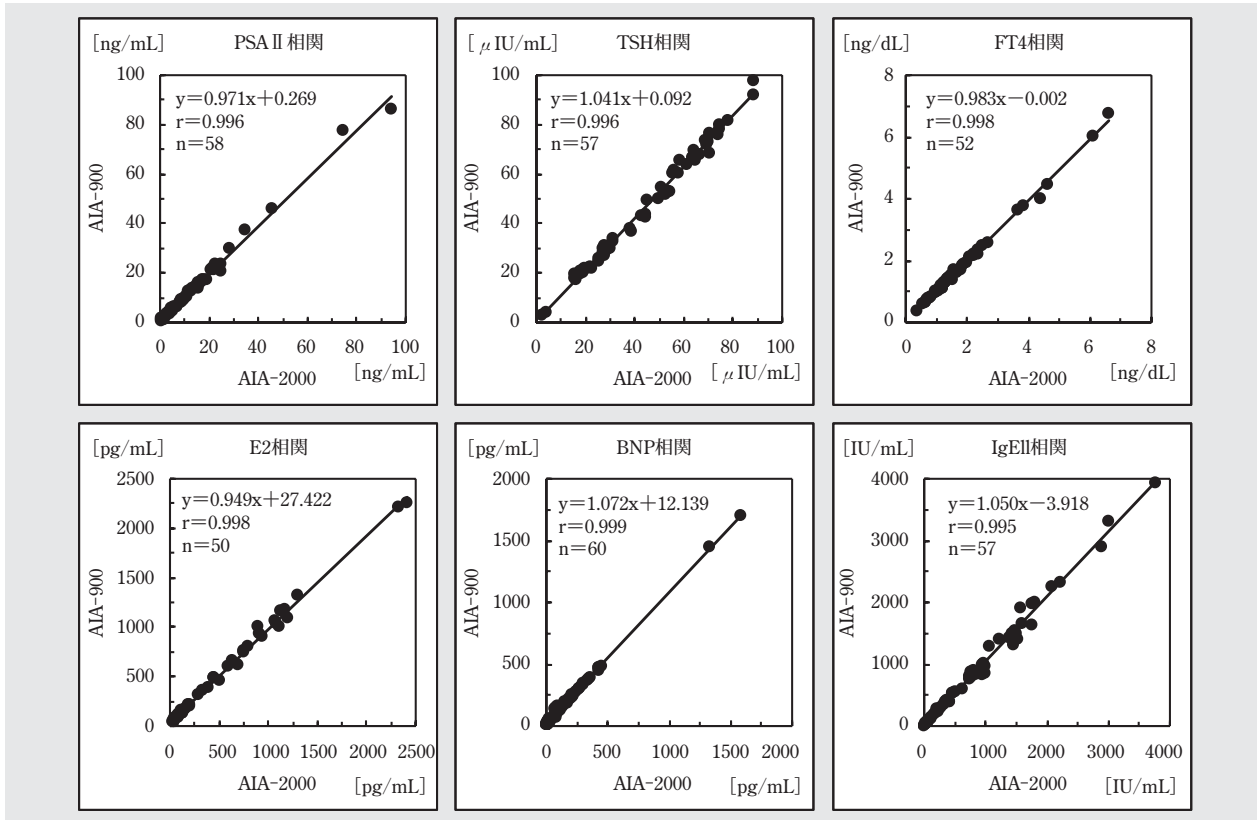 [ng/mL] PSAⅡ相関
100
80
60
40
20
0
y=0.971x+0.269
r=0.996
n=58
AIA-900
0 20 40 60 80 100
AIA-2000 [ng/mL]
[μIU/mL] TSH相関
100
80
60
40
20
0
y=1.041x+0.092
r=0.996
n=57
AIA-900
0 20 40 60 80 100
AIA-2000 [μIU/mL]
[ng/dL] FT4相関
8
6
4
2
0
y=0.983x−0.002
r=0.998
n=52
AIA-900
0 2 4 6 8
AIA-2000 [ng/dL]
[pg/mL] E2相関
2500
2000
1500
1000
500
0
y=0.949x+27.422
r=0.998
n=50
AIA-900
0 500 1000 1500 2000 2500
AIA-2000 [pg/mL]
[pg/mL] BNP相関
2000
1500
1000
500
0
y=1.072x+12.139
r=0.999
n=60
AIA-900
0 500 1000 1500 2000
AIA-2000 [pg/mL]
[IU/mL] IgEll相関
4000
3000
2000
1000
0
y=1.050x−3.918
r=0.995
n=57
AIA-900
0 1000 2000 3000 4000
AIA-2000 [IU/mL]